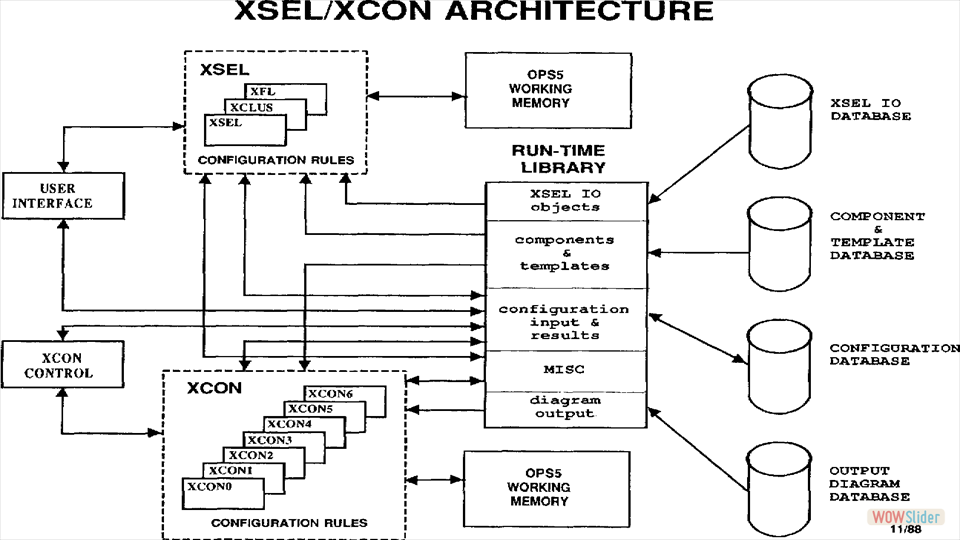 XSEL/XCON ARCHITECTURE
XSEL
XFL
XCLUS
XSEL
CONFIGURATION RULES
OPS5
WORKING
MEMORY
XSEL IO
DATABASE
RUN-TIME
LIBRARY
USER
INTERFACE
XSEL IO
objects
components
&
templates
configuration
input &
results
MISC
diagram
output
COMPONENT
&
TEMPLATE
DATABASE
CONFIGURATION
DATABASE
XCON
CONTROL
XCON
XCON6
XCON5
XCON4
XCON3
XCON2
XCON1
XCON0
CONFIGURATION RULES
OPS5
WORKING
MEMORY
OUTPUT
DIAGRAM
DATABASE
WOWSlider
11/88